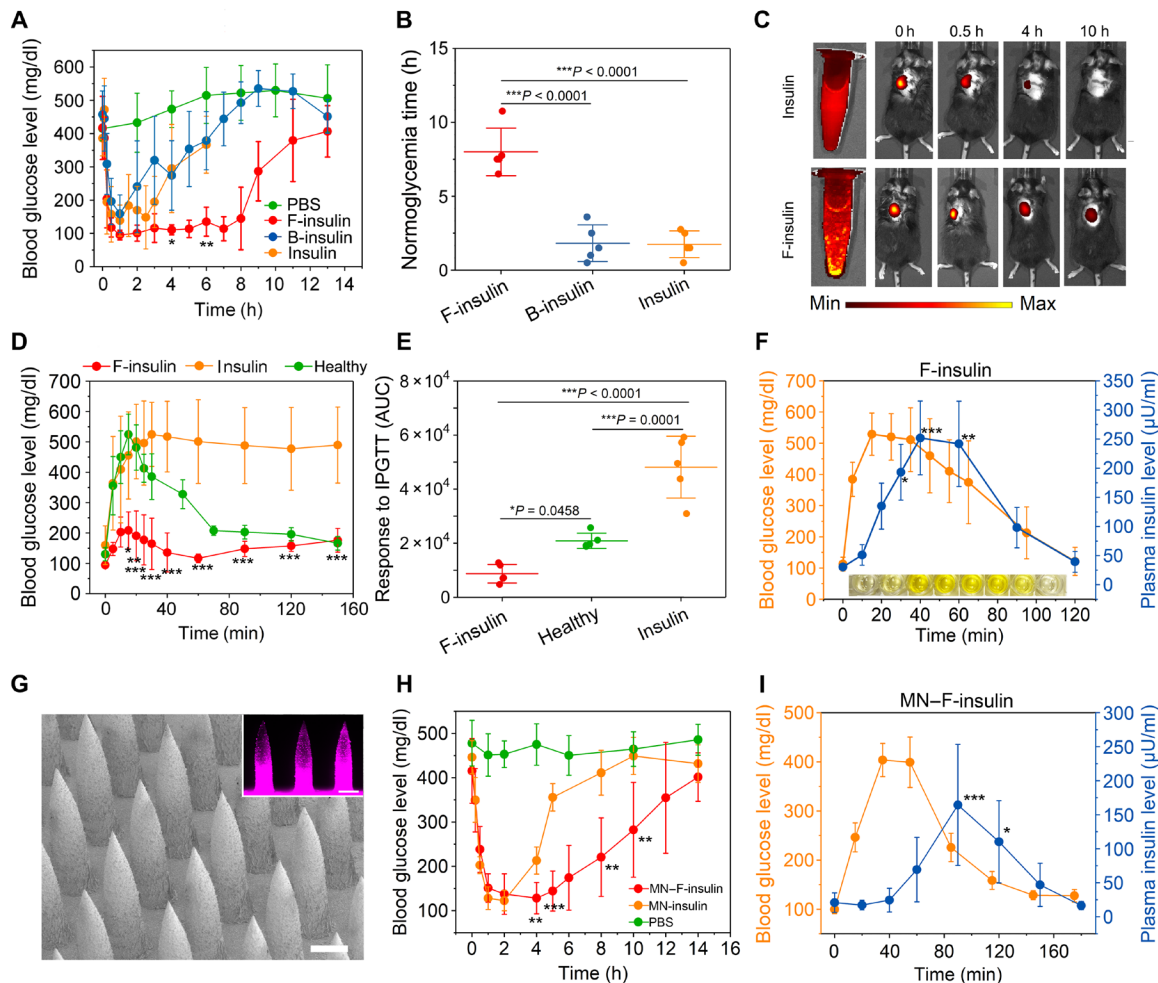 A
Blood glucose level (mg/dl)
600
500
400
300
200
100
0
0 2 4 6 8 10 12 14
Time (h)
PBS
F-insulin
B-insulin
Insulin
* **
B
Normoglycemia time (h)
15
10
5
0
***P < 0.0001
***P < 0.0001
F-insulin B-insulin Insulin
C
0 h 0.5 h 4 h 10 h
Insulin
F-insulin
Min Max
D
F-insulin Insulin Healthy
Blood glucose level (mg/dl)
700
600
500
400
300
200
100
0
0 40 80 120 160
Time (min)
*
**
*** *** *** *** *** *** ***
E
Response to IPGTT (AUC)
8 × 10⁴
6 × 10⁴
4 × 10⁴
2 × 10⁴
0
***P < 0.0001
***P = 0.0001
*P = 0.0458
F-insulin Healthy Insulin
F
F-insulin
Blood glucose level (mg/dl)
700
600
500
400
300
200
100
0
0 20 40 60 80 100 120
Time (min)
350
300
250
200
150
100
50
0
Plasma insulin level (μU/ml)
* *** **
G
H
Blood glucose level (mg/dl)
500
400
300
200
100
0 2 4 6 8 10 12 14 16
Time (h)
MN–F-insulin
MN-insulin
PBS
** *** ** **
I
MN–F-insulin
Blood glucose level (mg/dl)
500
400
300
200
100
0 60 120 180
Time (min)
300
250
200
150
100
50
0
Plasma insulin level (μU/ml)
*** *